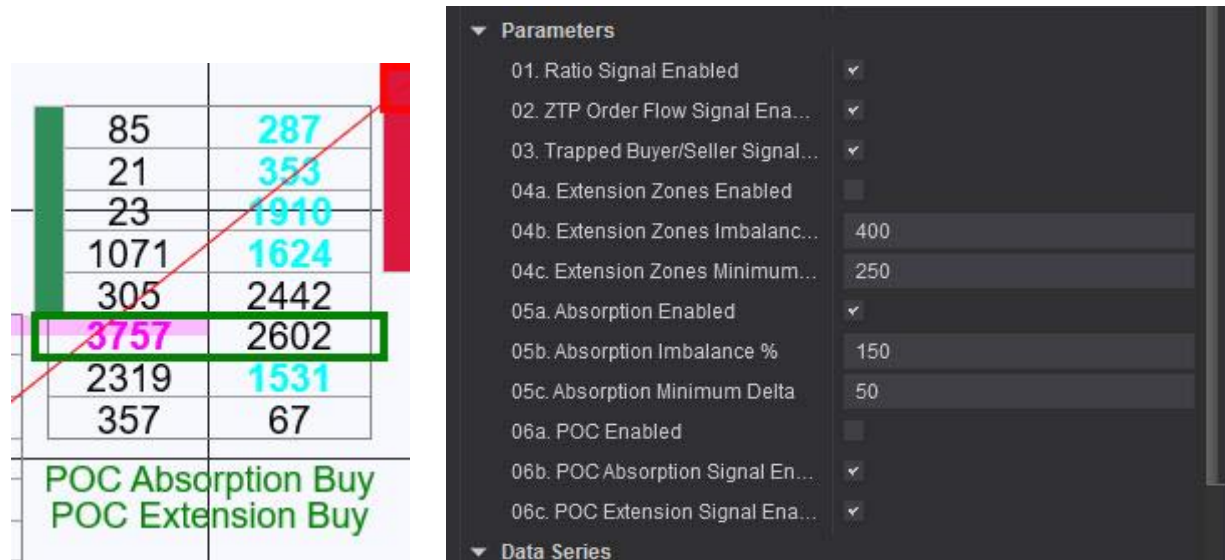 85 287
21 353
23 1910
1071 1624
305 2442
3757 2602
2319 1531
357 67
POC Absorption Buy
POC Extension Buy
Parameters
01. Ratio Signal Enabled
02. ZTP Order Flow Signal Ena...
03. Trapped Buyer/Seller Signal...
04a. Extension Zones Enabled
04b. Extension Zones Imbalanc... 400
04c. Extension Zones Minimum... 250
05a. Absorption Enabled
05b. Absorption Imbalance % 150
05c. Absorption Minimum Delta 50
06a. POC Enabled
06b. POC Absorption Signal En...
06c. POC Extension Signal Ena...
Data Series